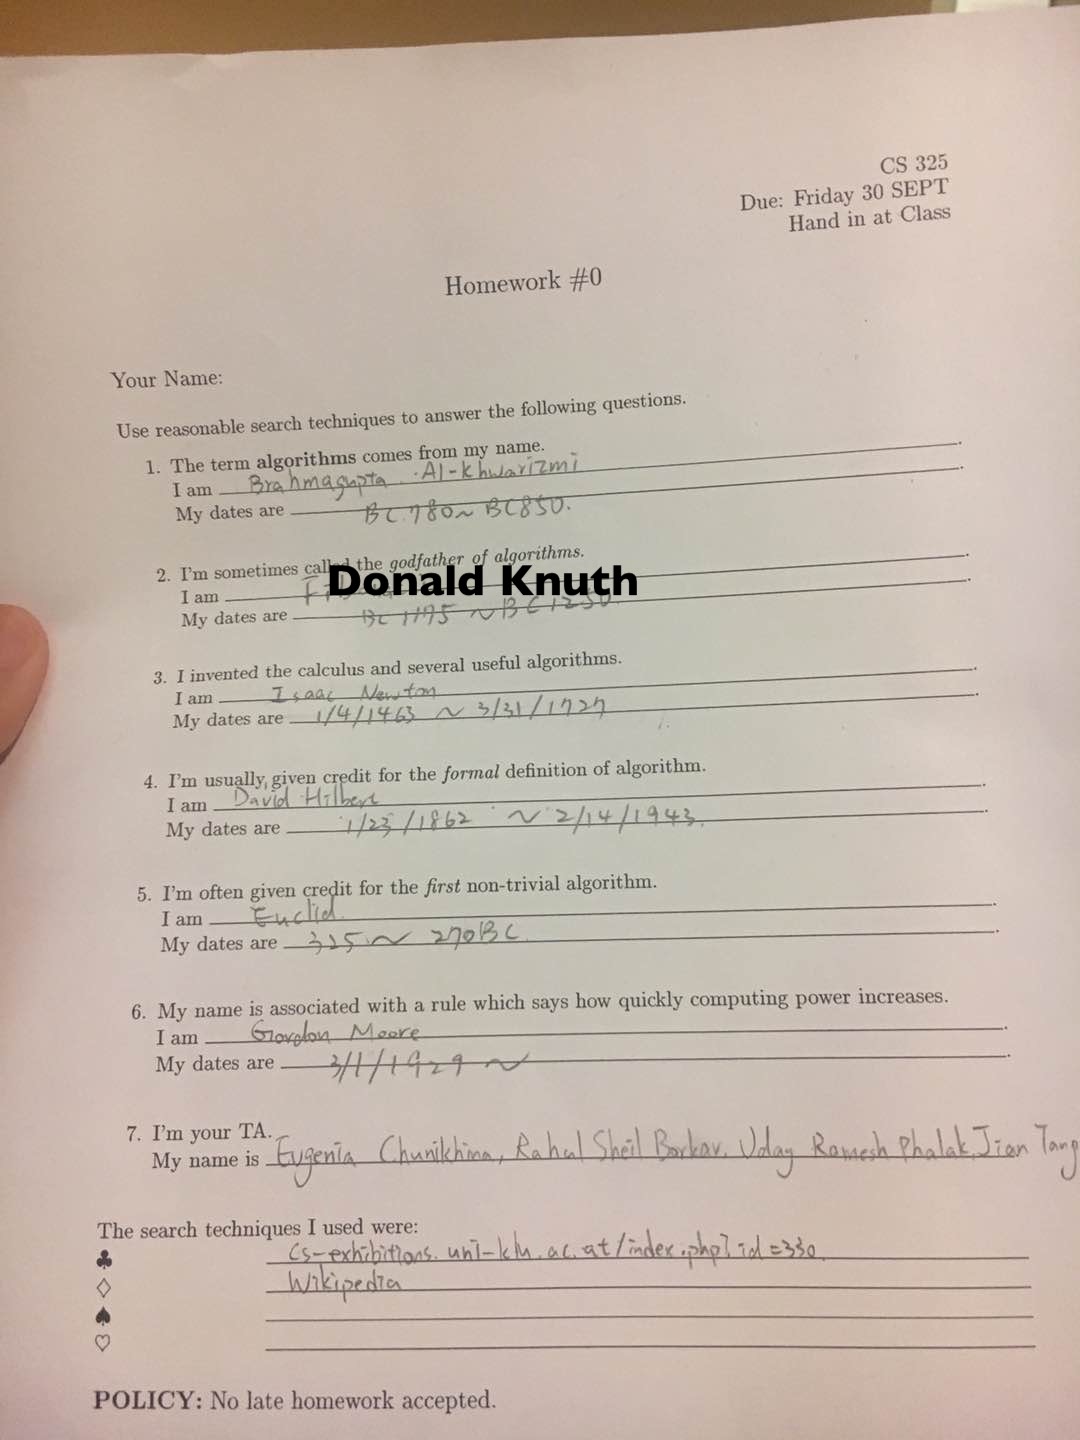 CS 325
Due: Friday 30 SEPT
Hand in at Class
Homework #0
Your Name:
Use reasonable search techniques to answer the following questions.
1. The term algorithms comes from my name.
I am Brahmagupta. Al-khwarizmi.
My dates are BC.780~ BC850.
2. I'm sometimes called the godfather of algorithms.
I am Donald Knuth
My dates are BC 1175 ~ BC 1250.
3. I invented the calculus and several useful algorithms.
I am Isaac Newton.
My dates are 1/4/1463 ~ 3/31/1727.
4. I'm usually given credit for the formal definition of algorithm.
I am David Hilbert.
My dates are 1/23/1862 ~ 2/14/1943.
5. I'm often given credit for the first non-trivial algorithm.
I am Euclid.
My dates are 325 ~ 270BC.
6. My name is associated with a rule which says how quickly computing power increases.
I am Gordon Moore.
My dates are 3/1/1929 ~.
7. I'm your TA.
My name is Eugenia Chunikhina, Rahul Sheil Borkar, Uday Ramesh Phalak, Jian Tang
The search techniques I used were:
♣ cs-exhibitions.uni-klu.ac.at/index.php?id=330
♢ Wikipedia
♠
♡
POLICY: No late homework accepted.